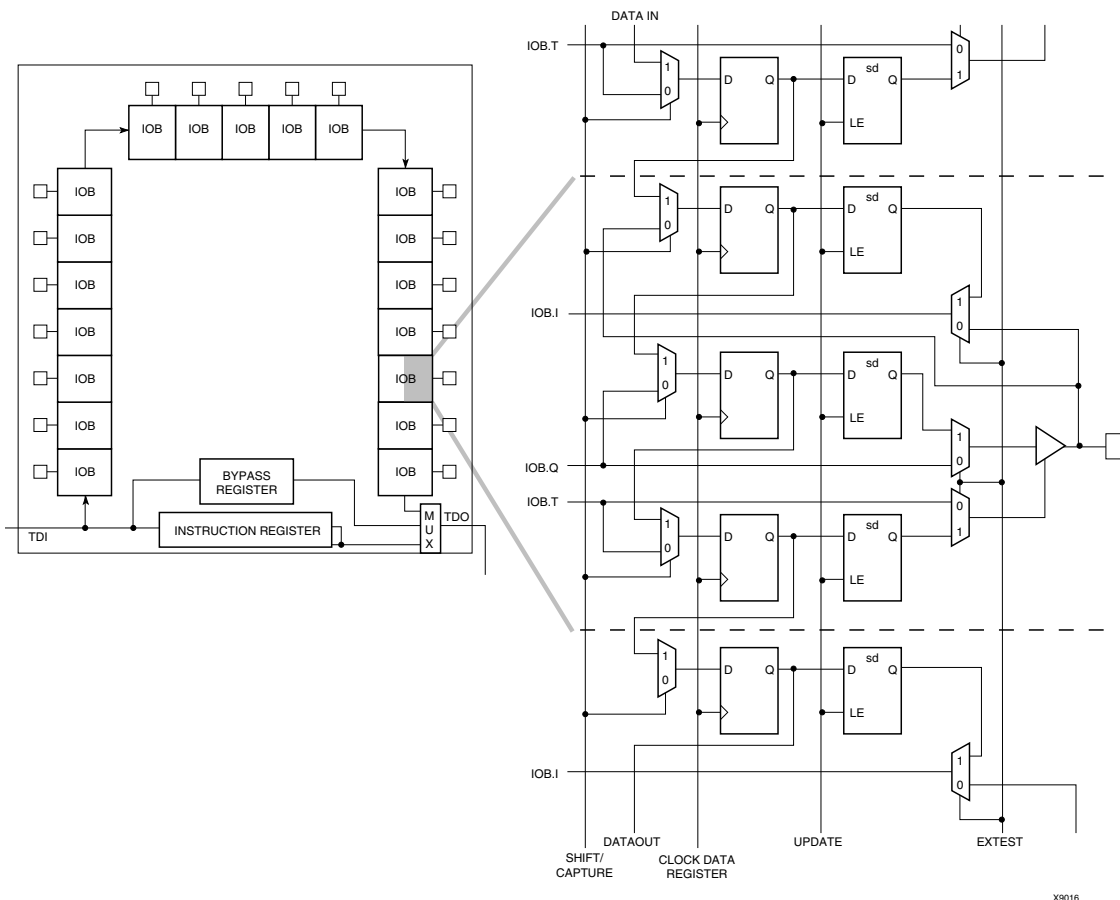 IOB IOB IOB IOB IOB
IOB
IOB
IOB
IOB
IOB
IOB
IOB
IOB
IOB
IOB
IOB
IOB
IOB
IOB
BYPASS
REGISTER
INSTRUCTION REGISTER
TDI
M
U
X
TDO
DATA IN
IOB.T
1
0
D Q
D sd Q
LE
0
1
1
0
D Q
D sd Q
LE
IOB.I
1
0
1
0
D Q
D sd Q
LE
1
0
IOB.Q
IOB.T
0
1
1
0
D Q
D sd Q
LE
1
0
D Q
D sd Q
LE
IOB.I
1
0
SHIFT/
CAPTURE
DATAOUT
CLOCK DATA
REGISTER
UPDATE
EXTEST
X9016